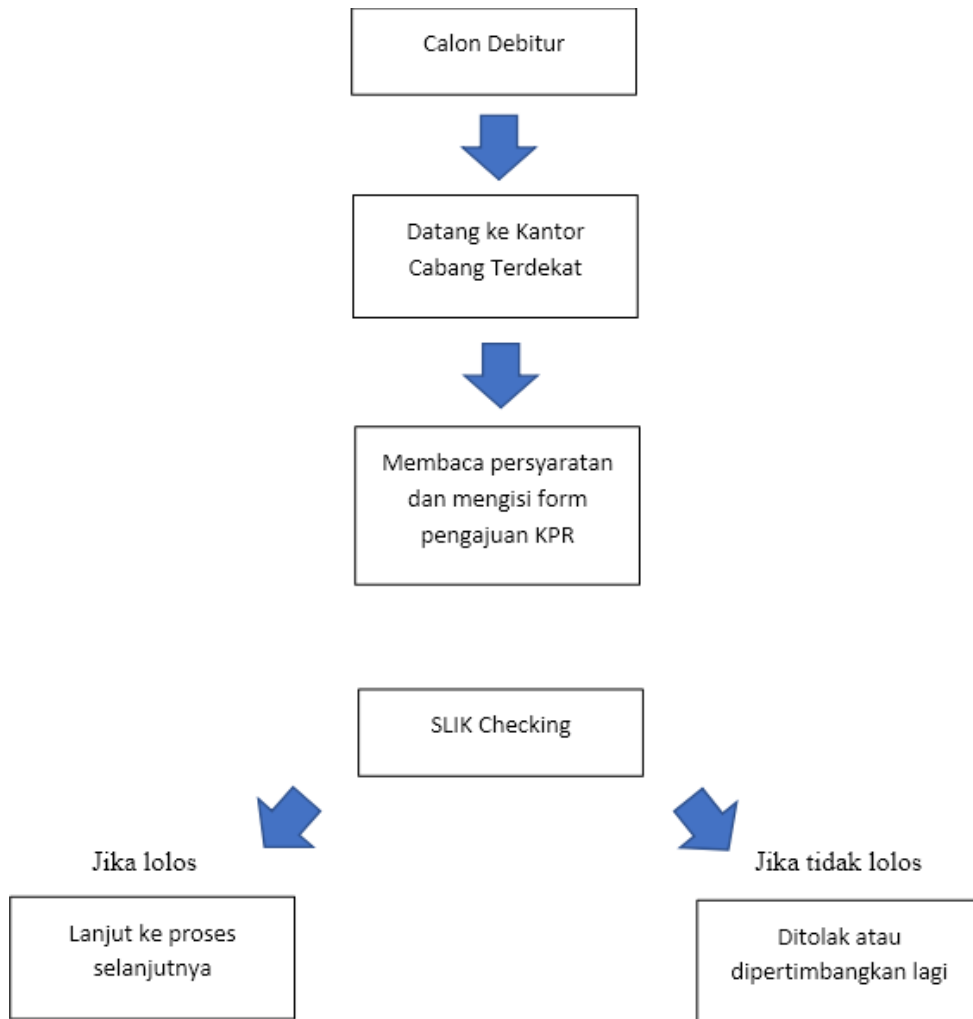 Calon Debitur
Datang ke Kantor
Cabang Terdekat
Membaca persyaratan
dan mengisi form
pengajuan KPR
SLIK Checking
Jika lolos
Jika tidak lolos
Lanjut ke proses
selanjutnya
Ditolak atau
dipertimbangkan lagi